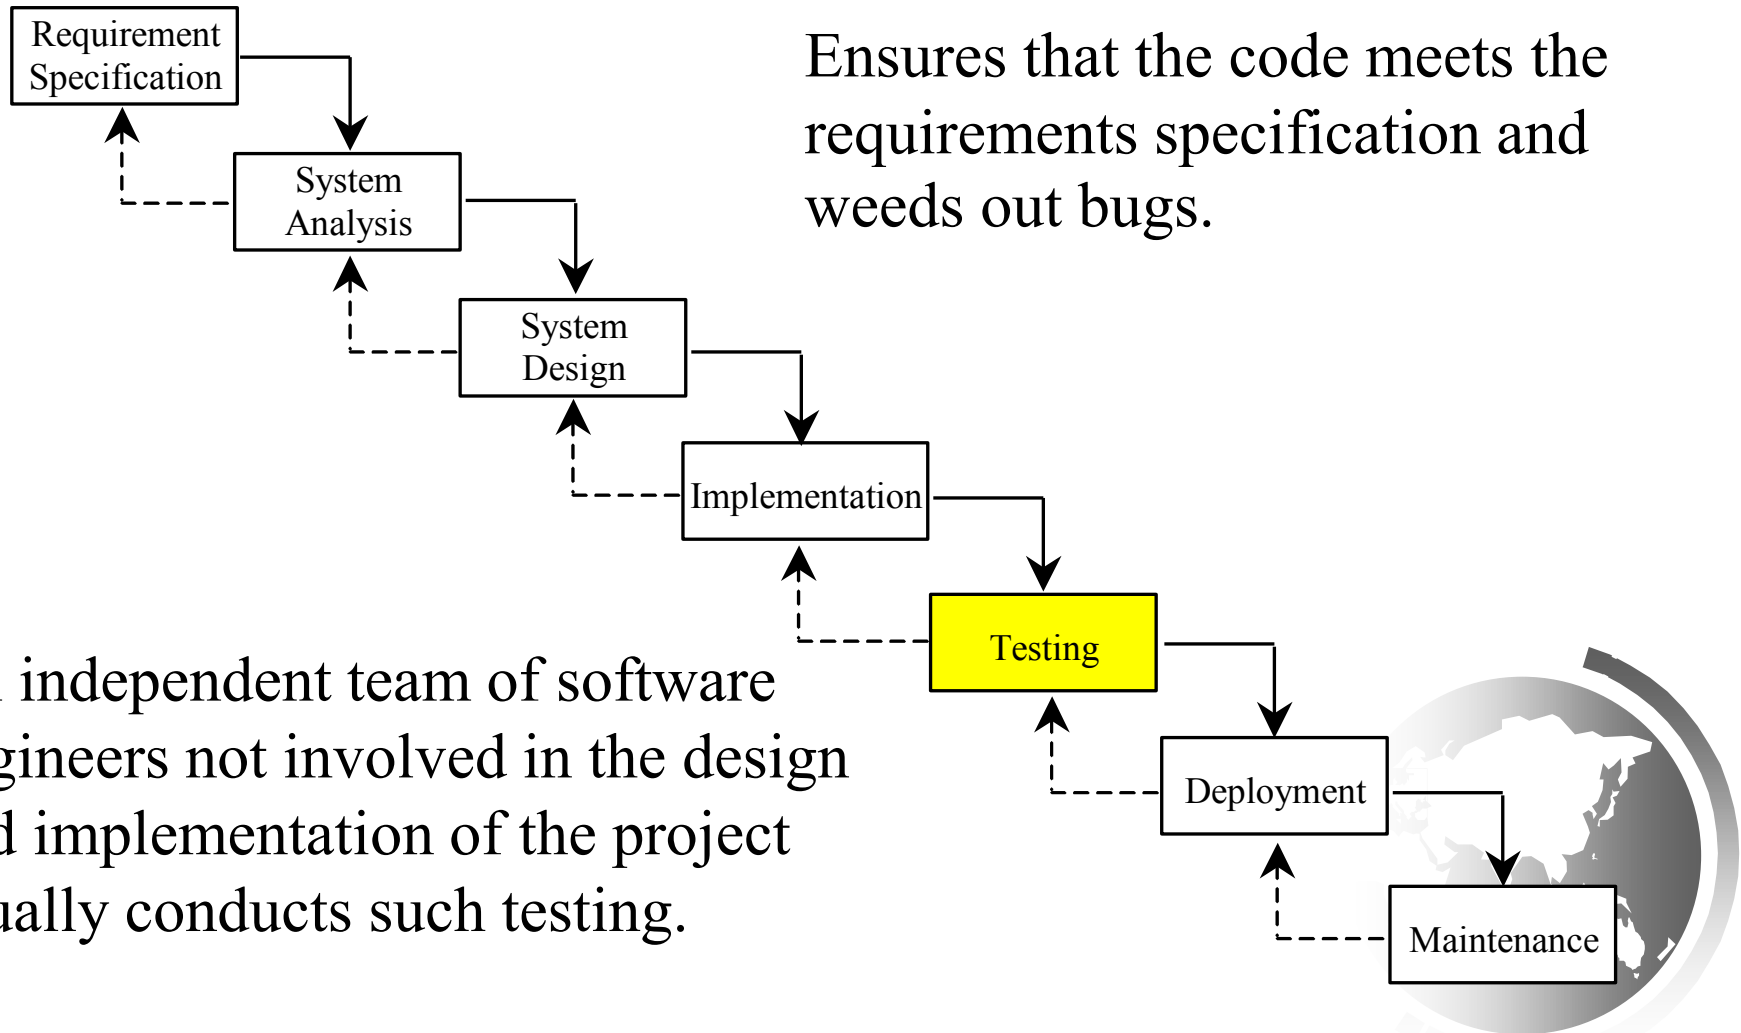 Requirement
Specification
Ensures that the code meets the
requirements specification and
weeds out bugs.
System
Analysis
System
Design
Implementation
Testing
independent team of software
not involved in the design
implementation of the project
conducts such testing.
Deployment
Maintenance